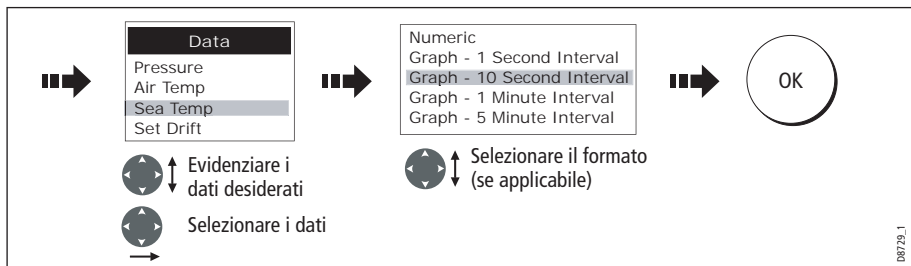 Data
Pressure
Air Temp
Sea Temp
Set Drift
Evidenziare i
dati desiderati
Selezionare i dati
Numeric
Graph - 1 Second Interval
Graph - 10 Second Interval
Graph - 1 Minute Interval
Graph - 5 Minute Interval
Selezionare il formato
(se applicabile)
OK
D8729_1